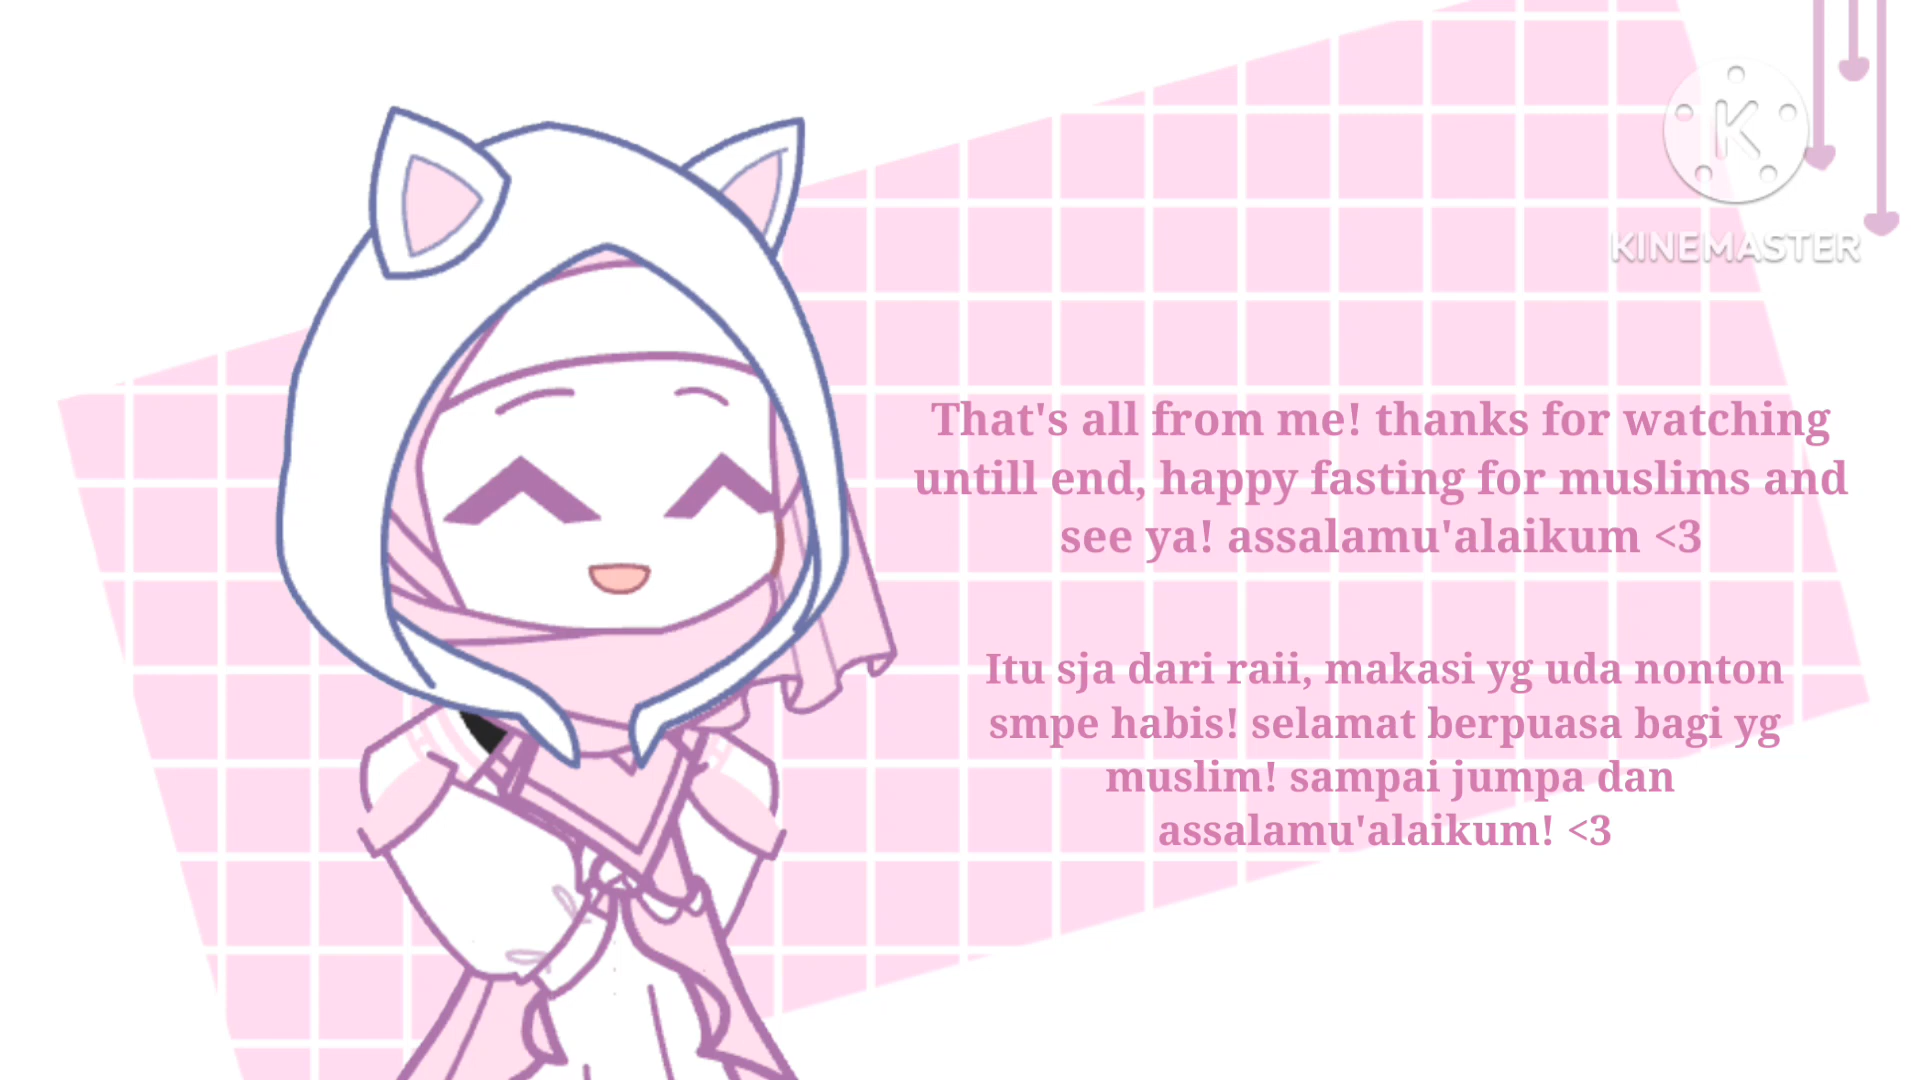 K
KINEMASTER
That's all from me! thanks for watching
untill end, happy fasting for muslims and
see ya! assalamu'alaikum <3
Itu sja dari raii, makasi yg uda nonton
smpe habis! selamat berpuasa bagi yg
muslim! sampai jumpa dan
assalamu'alaikum! <3